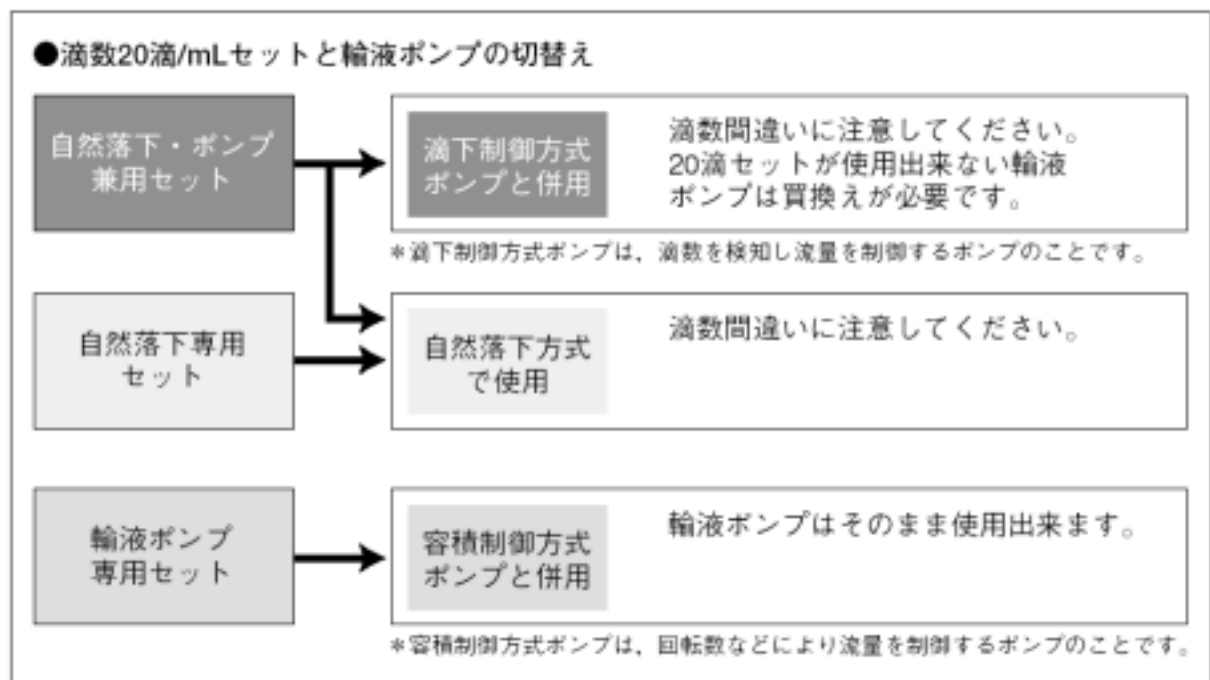 ●滴数20滴/mLセットと輸液ポンプの切替え
自然落下・ポンプ
兼用セット
滴下制御方式
ポンプと併用
滴数間違いに注意してください。
20滴セットが使用出来ない輸液
ポンプは買換えが必要です。
＊滴下制御方式ポンプは、滴数を検知し流量を制御するポンプのことです。
自然落下専用
セット
自然落下方式
で使用
滴数間違いに注意してください。
輸液ポンプ
専用セット
容積制御方式
ポンプと併用
輸液ポンプはそのまま使用出来ます。
＊容積制御方式ポンプは、回転数などにより流量を制御するポンプのことです。